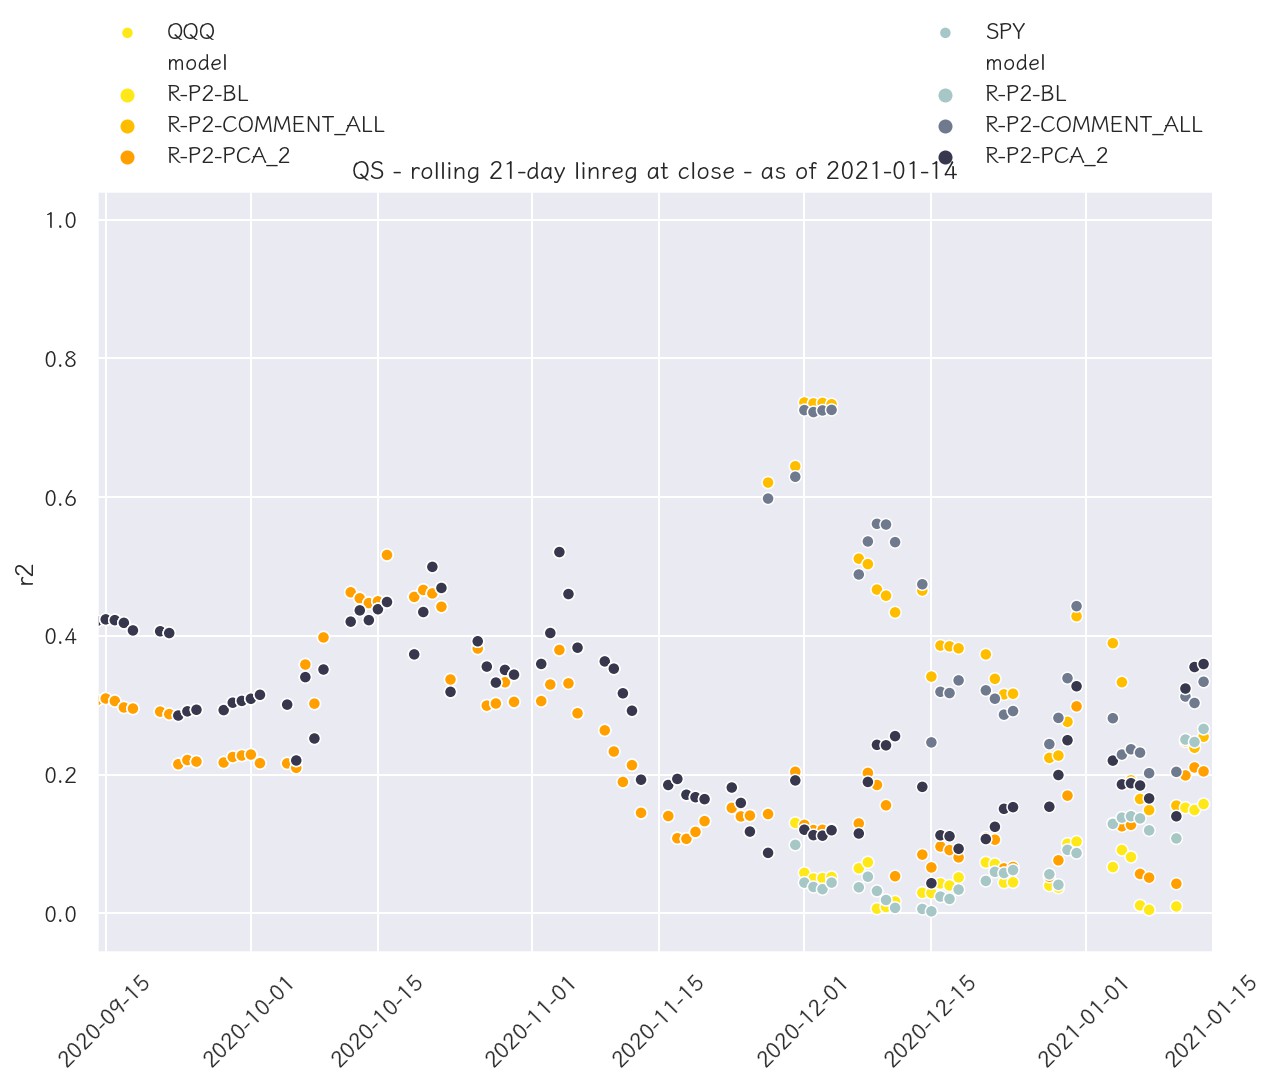 QQQ
model
R-P2-BL
R-P2-COMMENT_ALL
R-P2-PCA_2
SPY
model
R-P2-BL
R-P2-COMMENT_ALL
R-P2-PCA_2
QS - rolling 21-day linreg at close - as of 2021-01-14
1.0
0.8
0.6
0.4
0.2
0.0
r2
2020-09-15
2020-10-01
2020-10-15
2020-11-01
2020-11-15
2020-12-01
2020-12-15
2021-01-01
2021-01-15